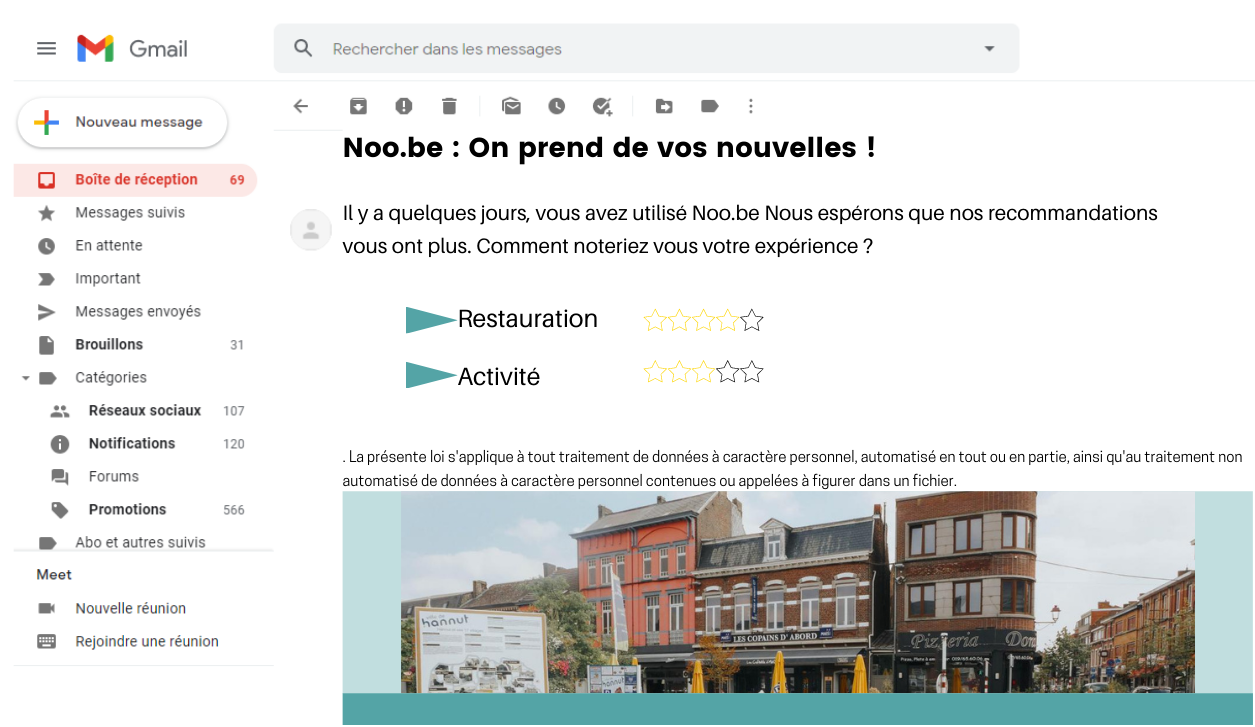 Gmail
Rechercher dans les messages
Nouveau message
Boîte de réception 69
Messages suivis
En attente
Important
Messages envoyés
Brouillons 31
Catégories
Réseaux sociaux 107
Notifications 120
Forums
Promotions 566
Abo et autres suivis
Meet
Nouvelle réunion
Rejoindre une réunion
Noo.be : On prend de vos nouvelles !
Il y a quelques jours, vous avez utilisé Noo.be Nous espérons que nos recommandations
vous ont plus. Comment noteriez vous votre expérience ?
Restauration
Activité
. La présente loi s'applique à tout traitement de données à caractère personnel, automatisé en tout ou en partie, ainsi qu'au traitement non
automatisé de données à caractère personnel contenues ou appelées à figurer dans un fichier.
hannut
LES COPAINS D'ABORD
Pizzeria Dom
hannut